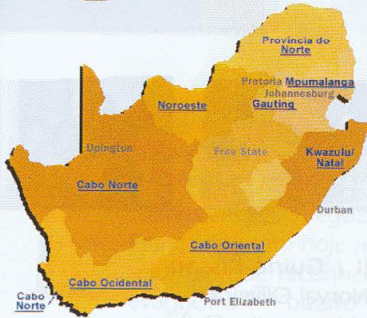 Província do
Norte
Pretoria Mpumalanga
Johannesburg
Noroeste
Gauting
Upington
Free State
Kwazulu/
Natal
Cabo Norte
Durban
Cabo Oriental
Cabo Ocidental
Cabo
Norte
Port Elizabeth